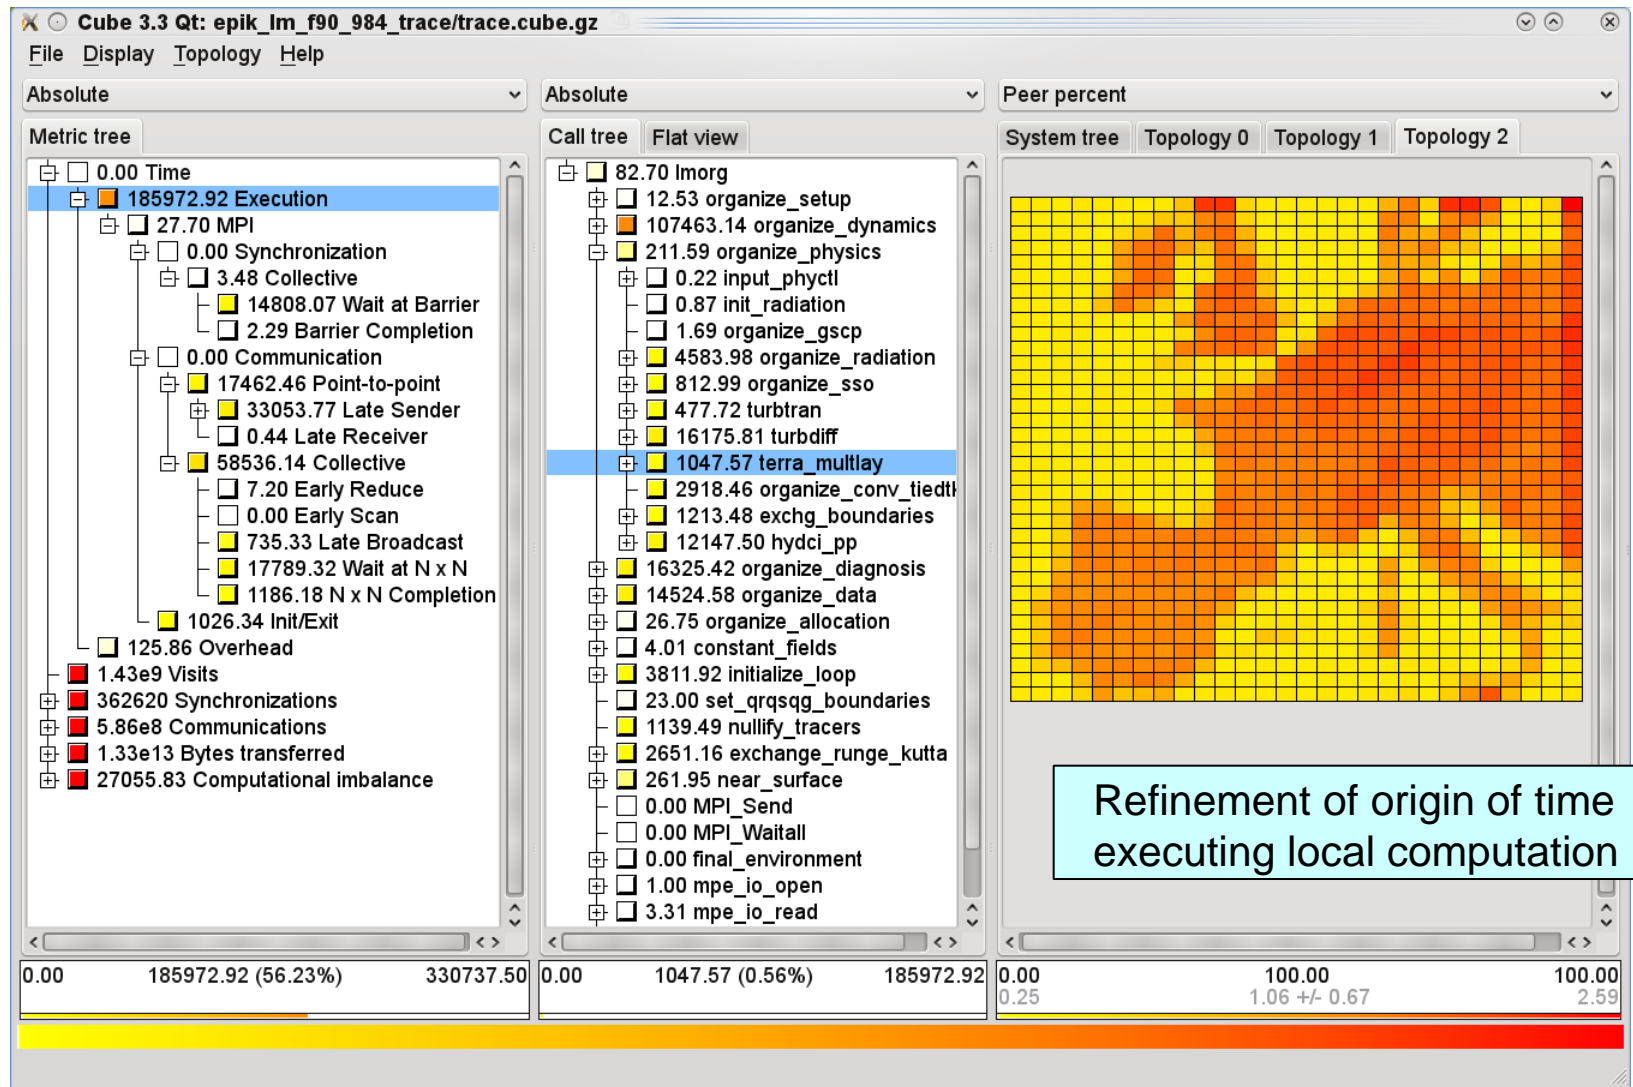 Cube 3.3 Qt: epik_lm_f90_984_trace/trace.cube.gz
File Display Topology Help
Absolute
Absolute
Peer percent
Metric tree
Call tree Flat view
System tree Topology 0 Topology 1 Topology 2
0.00 Time
185972.92 Execution
27.70 MPI
0.00 Synchronization
3.48 Collective
14808.07 Wait at Barrier
2.29 Barrier Completion
0.00 Communication
17462.46 Point-to-point
33053.77 Late Sender
0.44 Late Receiver
58536.14 Collective
7.20 Early Reduce
0.00 Early Scan
735.33 Late Broadcast
17789.32 Wait at N x N
1186.18 N x N Completion
1026.34 Init/Exit
125.86 Overhead
1.43e9 Visits
362620 Synchronizations
5.86e8 Communications
1.33e13 Bytes transferred
27055.83 Computational imbalance
82.70 lmorg
12.53 organize_setup
107463.14 organize_dynamics
211.59 organize_physics
0.22 input_phyctl
0.87 init_radiation
1.69 organize_gscp
4583.98 organize_radiation
812.99 organize_sso
477.72 turbtran
16175.81 turbdiff
1047.57 terra_multlay
2918.46 organize_conv_tiedtk
1213.48 exchg_boundaries
12147.50 hydci_pp
16325.42 organize_diagnosis
14524.58 organize_data
26.75 organize_allocation
4.01 constant_fields
3811.92 initialize_loop
23.00 set_qrqsqg_boundaries
1139.49 nullify_tracers
2651.16 exchange_runge_kutta
261.95 near_surface
0.00 MPI_Send
0.00 MPI_Waitall
0.00 final_environment
1.00 mpe_io_open
3.31 mpe_io_read
Refinement of origin of time
executing local computation
0.00 185972.92 (56.23%) 330737.50
0.00 1047.57 (0.56%) 185972.92
0.00 100.00 100.00
0.25 1.06 +/- 0.67 2.59